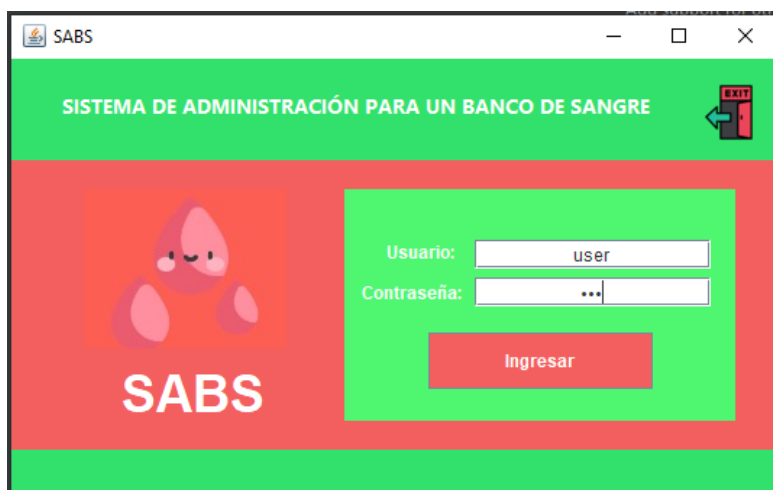 SABS
SISTEMA DE ADMINISTRACIÓN PARA UN BANCO DE SANGRE
EXIT
Usuario: user
Contraseña: •••
Ingresar
SABS